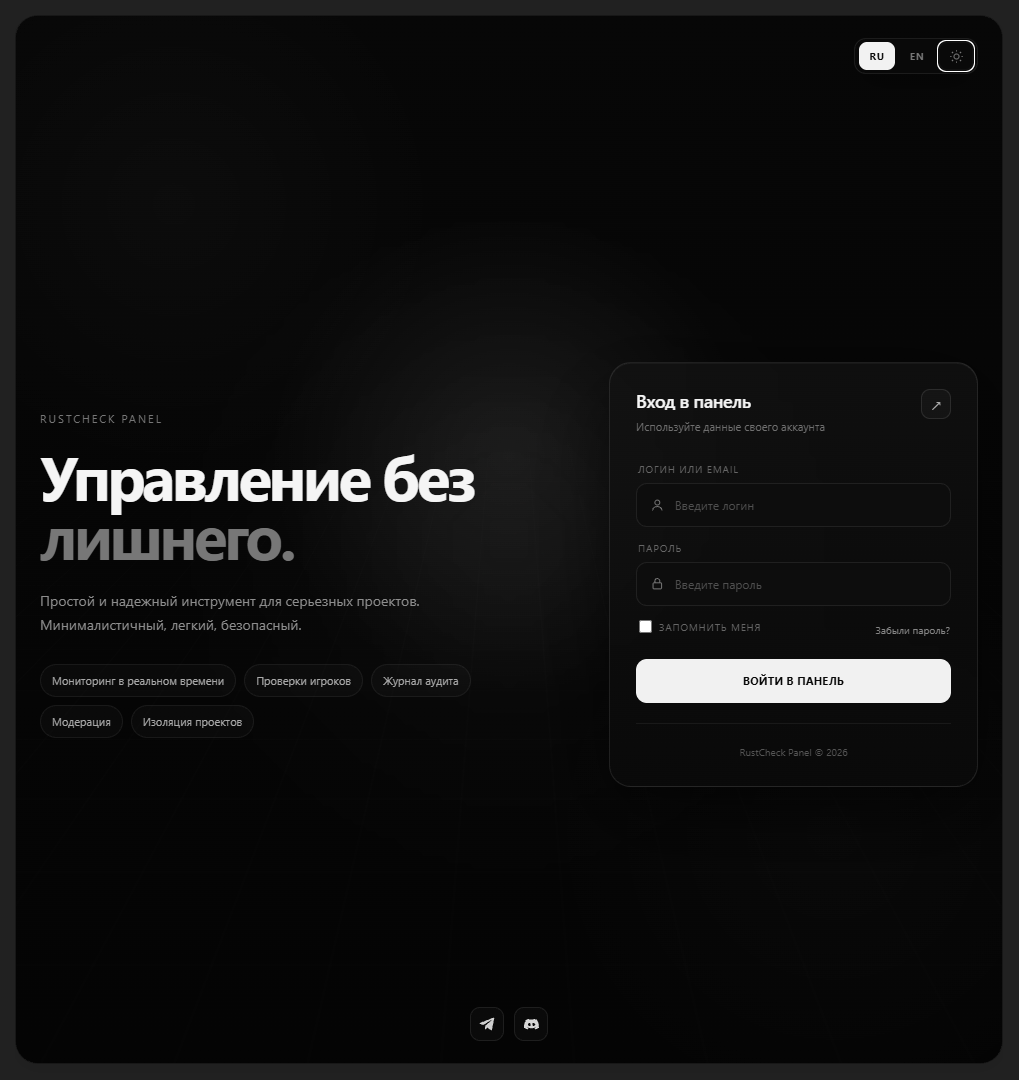 RU EN
RUSTCHECK PANEL
Управление без
лишнего.
Простой и надежный инструмент для серьезных проектов.
Минималистичный, легкий, безопасный.
Мониторинг в реальном времени
Проверки игроков
Журнал аудита
Модерация
Изоляция проектов
Вход в панель
Используйте данные своего аккаунта
ЛОГИН ИЛИ EMAIL
Введите логин
ПАРОЛЬ
Введите пароль
ЗАПОМНИТЬ МЕНЯ
Забыли пароль?
ВОЙТИ В ПАНЕЛЬ
RustCheck Panel © 2026